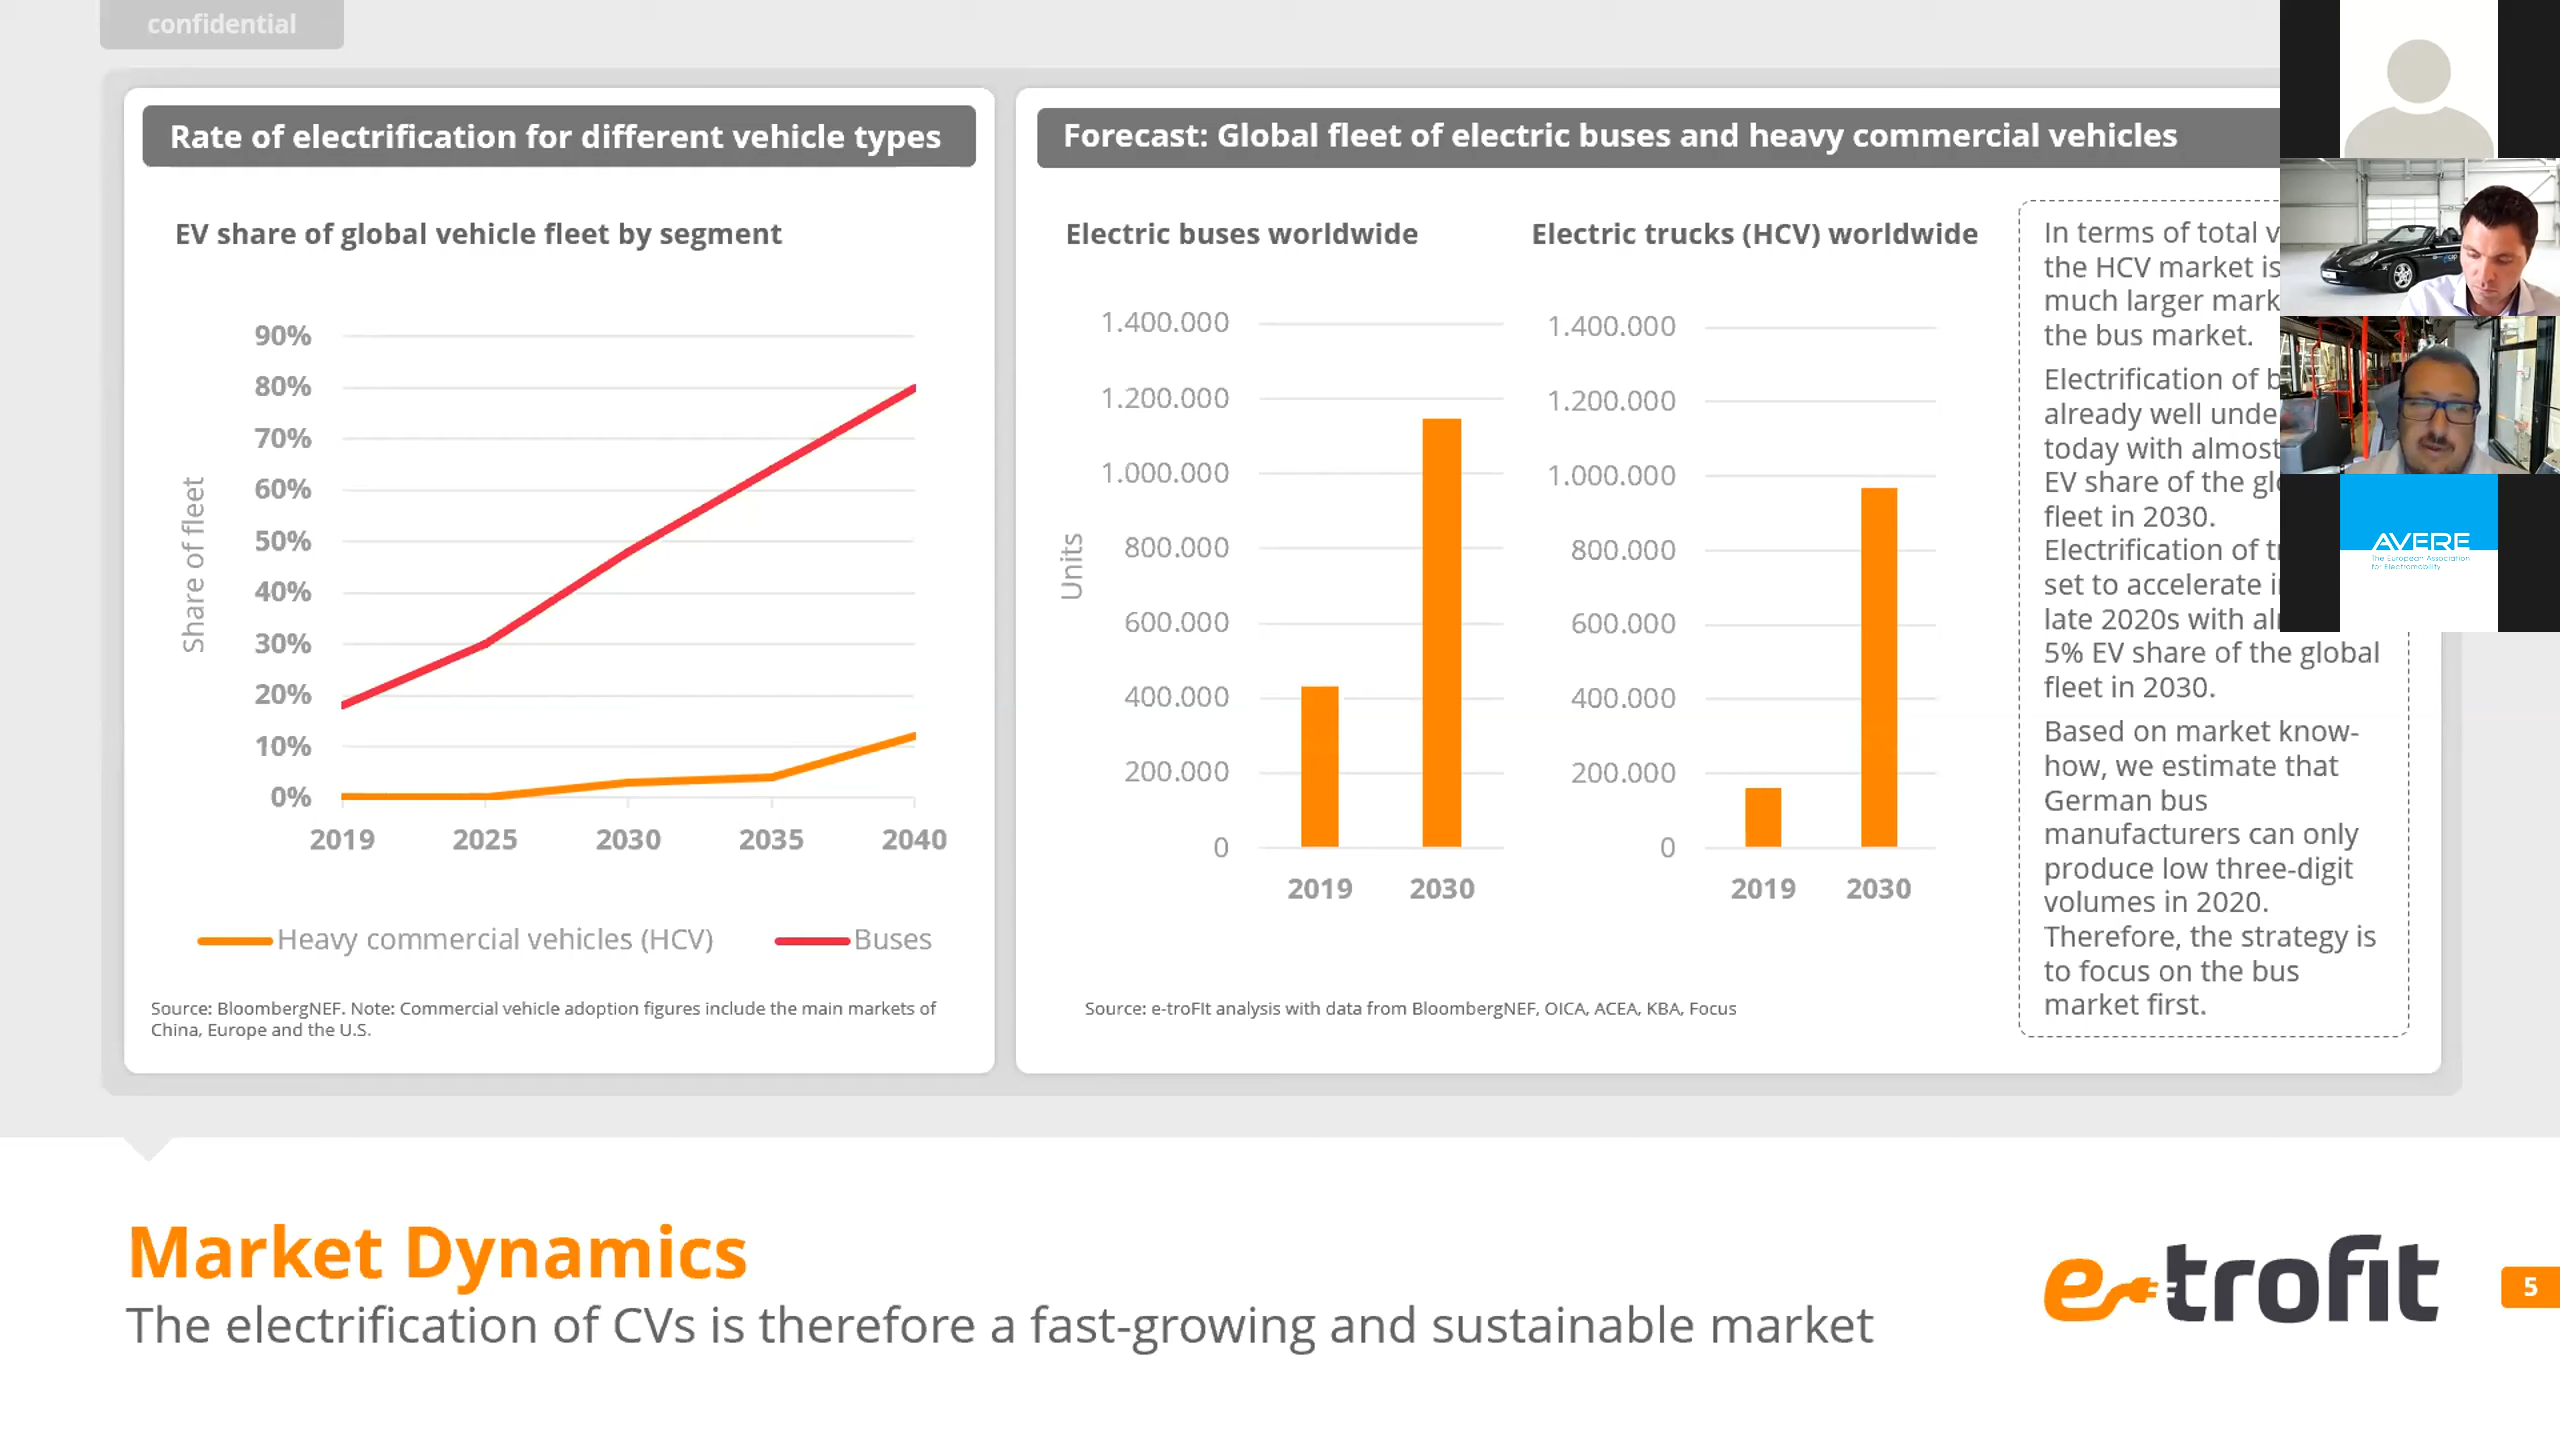 confidential
Rate of electrification for different vehicle types
EV share of global vehicle fleet by segment
90%
80%
70%
60%
50%
40%
30%
20%
10%
0%
Share of fleet
2019 2025 2030 2035 2040
Heavy commercial vehicles (HCV) Buses
Source: BloombergNEF. Note: Commercial vehicle adoption figures include the main markets of
China, Europe and the U.S.
Forecast: Global fleet of electric buses and heavy commercial vehicles
Electric buses worldwide
1.400.000
1.200.000
1.000.000
800.000
600.000
400.000
200.000
0
Units
2019 2030
Electric trucks (HCV) worldwide
1.400.000
1.200.000
1.000.000
800.000
600.000
400.000
200.000
0
2019 2030
Source: e-troFIt analysis with data from BloombergNEF, OICA, ACEA, KBA, Focus
In terms of total
the HCV market is
much larger
the bus market.
Electrification of
already well
today with almost
EV share of the
fleet in 2030.
Electrification of
set to accelerate
late 2020s with
5% EV share of the global
fleet in 2030.
Based on market know-
how, we estimate that
German bus
manufacturers can only
produce low three-digit
volumes in 2020.
Therefore, the strategy is
to focus on the bus
market first.
AVERE
The European Association
for Electromobility
Market Dynamics
The electrification of CVs is therefore a fast-growing and sustainable market
e-trofit
5